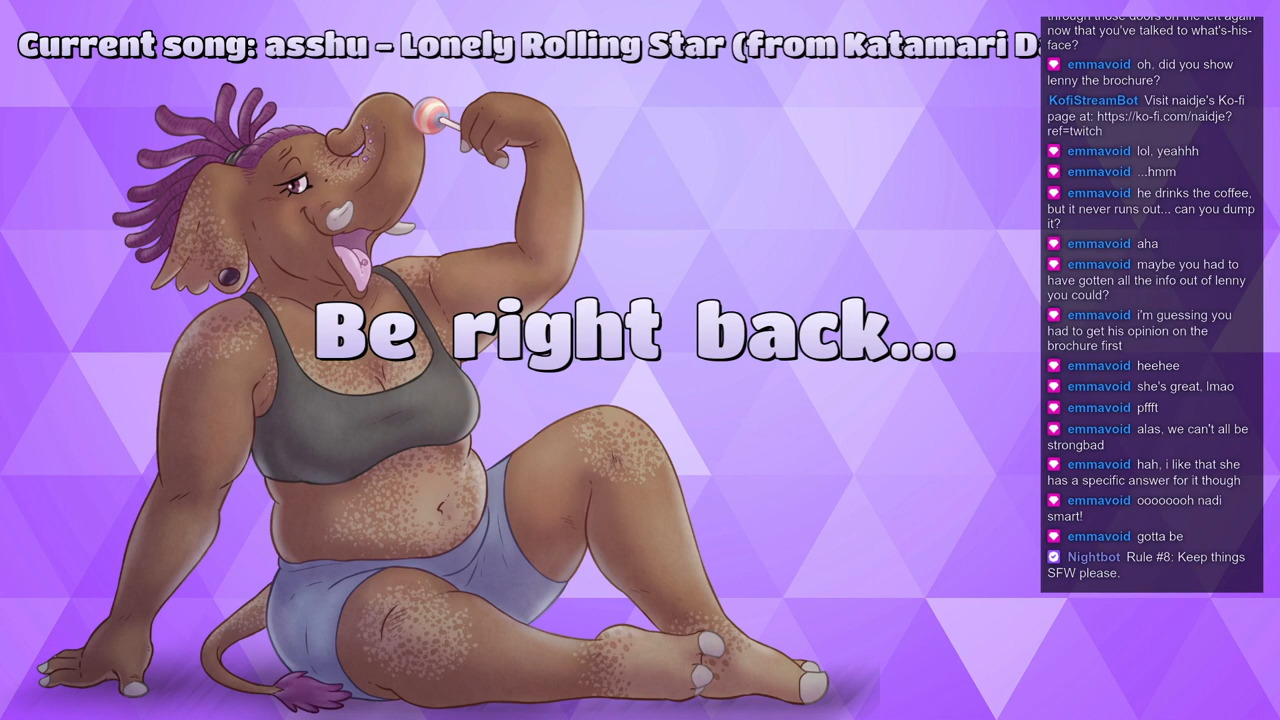 Current song: asshu - Lonely Rolling Star (from Katamari D
through those doors on the left again
now that you've talked to what's-his-
face?
emmavoid oh, did you show
lenny the brochure?
KofiStreamBot Visit naidje's Ko-fi
page at: https://ko-fi.com/naidje?
ref=twitch
emmavoid lol, yeahhh
emmavoid ...hmm
emmavoid he drinks the coffee,
but it never runs out... can you dump
it?
emmavoid aha
emmavoid maybe you had to
have gotten all the info out of lenny
you could?
emmavoid i'm guessing you
had to get his opinion on the
brochure first
emmavoid heehee
emmavoid she's great, lmao
emmavoid pffft
emmavoid alas, we can't all be
strongbad
emmavoid hah, i like that she
has a specific answer for it though
emmavoid oooooooh nadi
smart!
emmavoid gotta be
Nightbot Rule #8: Keep things
SFW please.
Be right back...